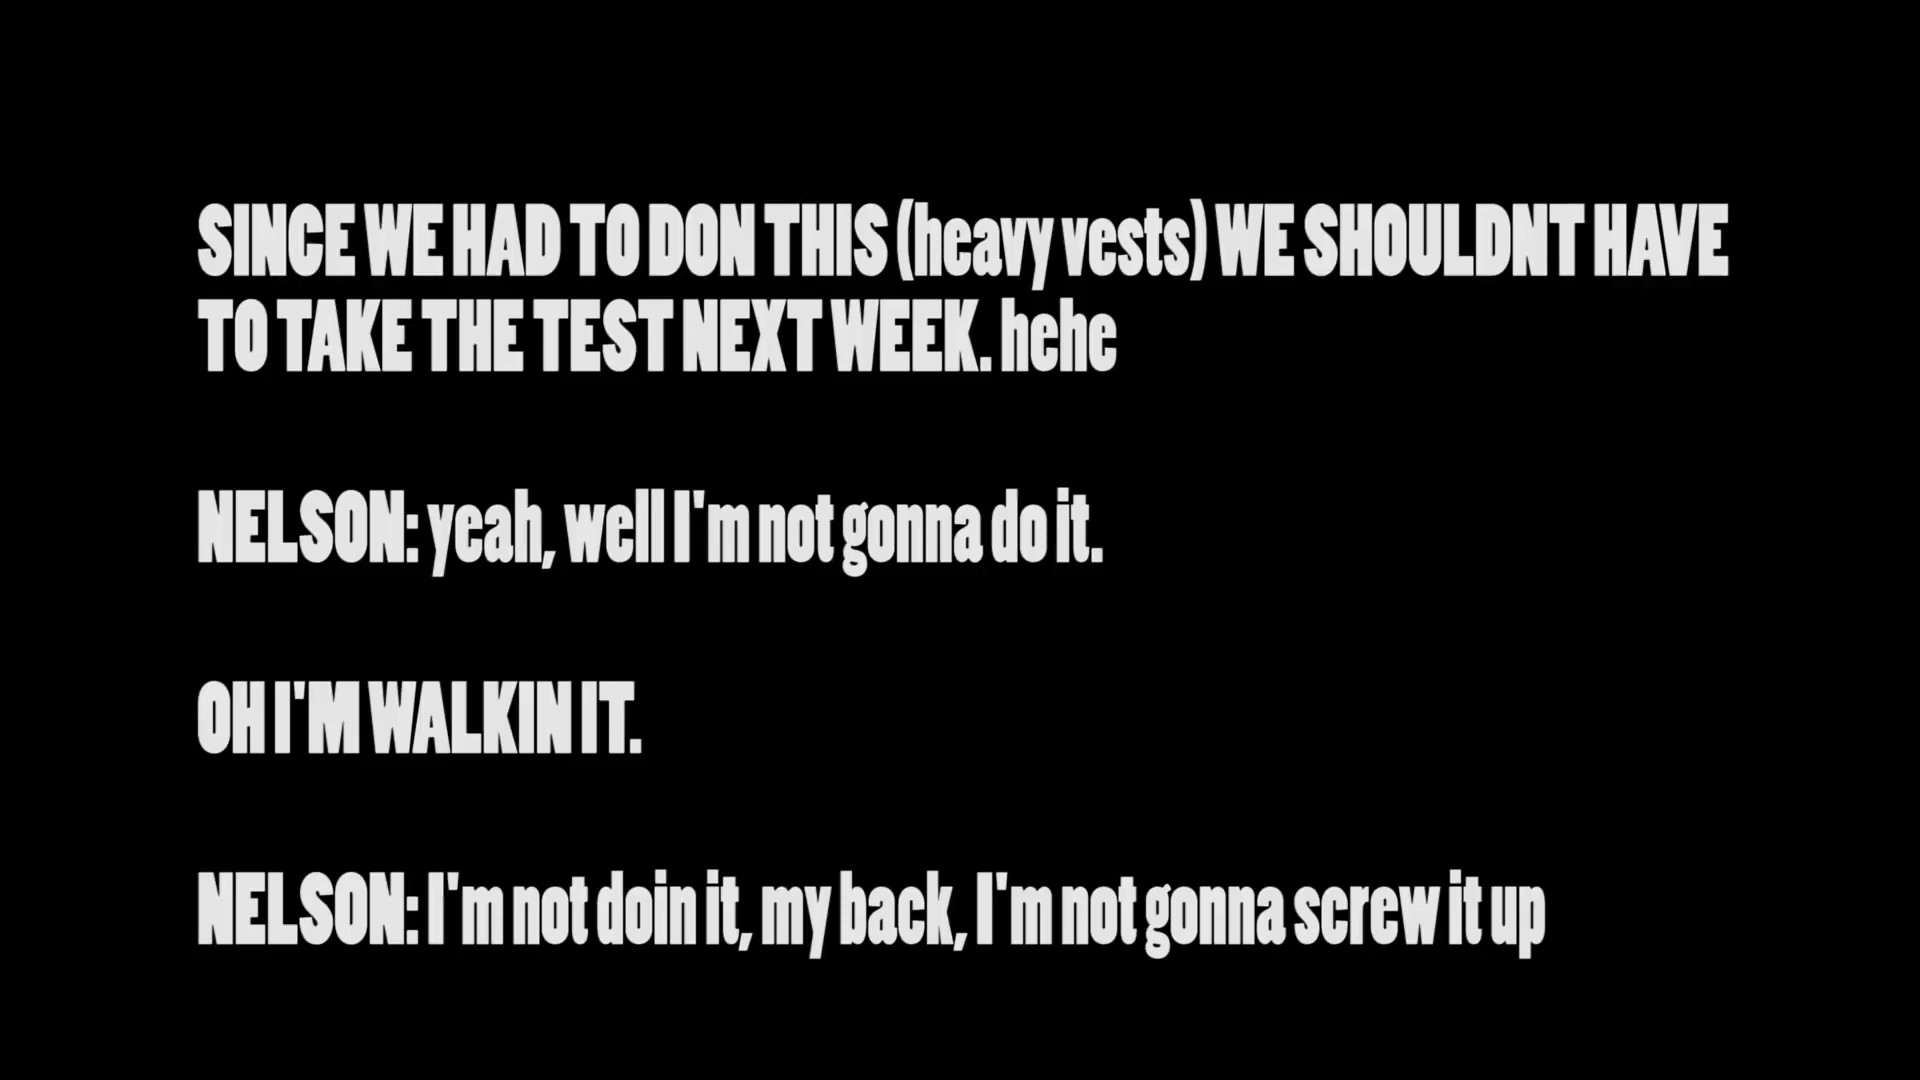 SINCE WE HAD TO DON THIS (heavy vests) WE SHOULDNT HAVE
TO TAKE THE TEST NEXT WEEK. hehe
NELSON: yeah, well I'm not gonna do it.
OH I'M WALKIN IT.
NELSON: I'm not doin it, my back, I'm not gonna screw it up